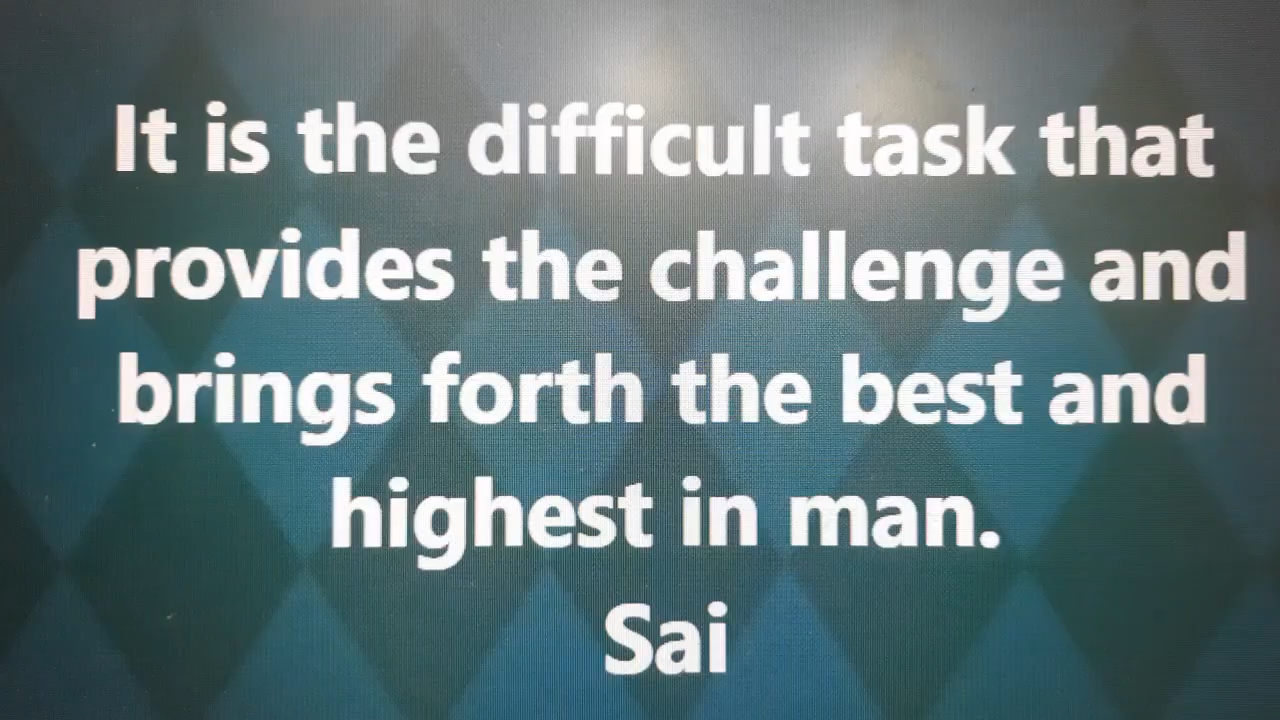 It is the difficult task that
provides the challenge and
brings forth the best and
highest in man.
Sai